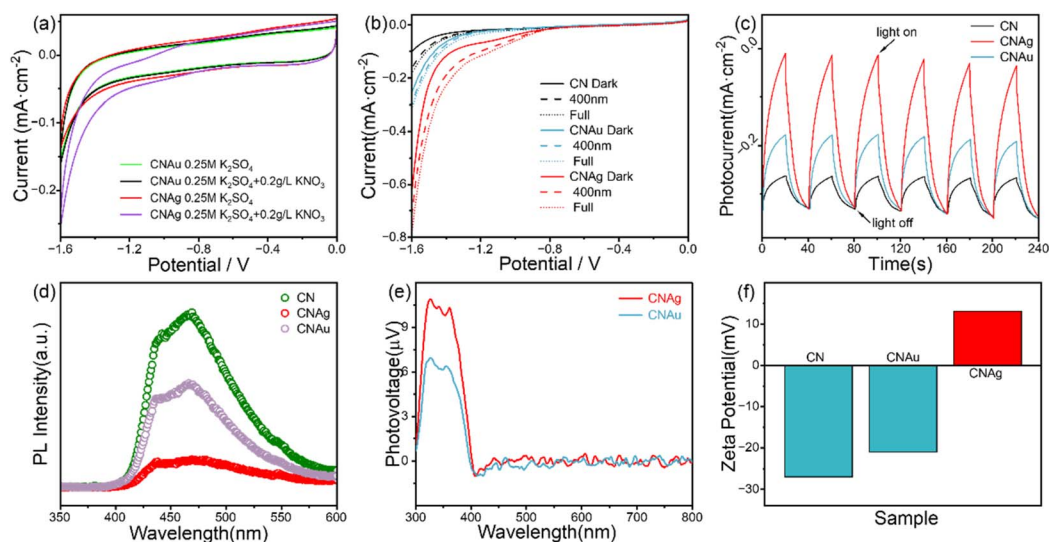 (a)
Current (mA·cm⁻²)
0.0
−0.1
−0.2
CNAu 0.25M K₂SO₄
CNAu 0.25M K₂SO₄+0.2g/L KNO₃
CNAg 0.25M K₂SO₄
CNAg 0.25M K₂SO₄+0.2g/L KNO₃
−1.6 −1.2 −0.8 −0.4 0.0
Potential / V
(b)
Current(mA·cm⁻²)
0.0
−0.2
−0.4
−0.6
−0.8
CN Dark
400nm
Full
CNAu Dark
400nm
Full
CNAg Dark
400nm
Full
−1.6 −1.2 −0.8 −0.4 0.0
Potential / V
(c)
Photocurrent(mA·cm⁻²)
0.0
−0.2
light on
CN
CNAg
CNAu
light off
0 40 80 120 160 200 240
Time(s)
(d)
PL Intensity(a.u.)
CN
CNAg
CNAu
350 400 450 500 550 600
Wavelength(nm)
(e)
Photovoltage(μV)
9
6
3
0
CNAg
CNAu
300 400 500 600 700 800
Wavelength(nm)
(f)
Zeta Potential(mV)
10
0
−10
−20
−30
CN CNAu
CNAg
Sample